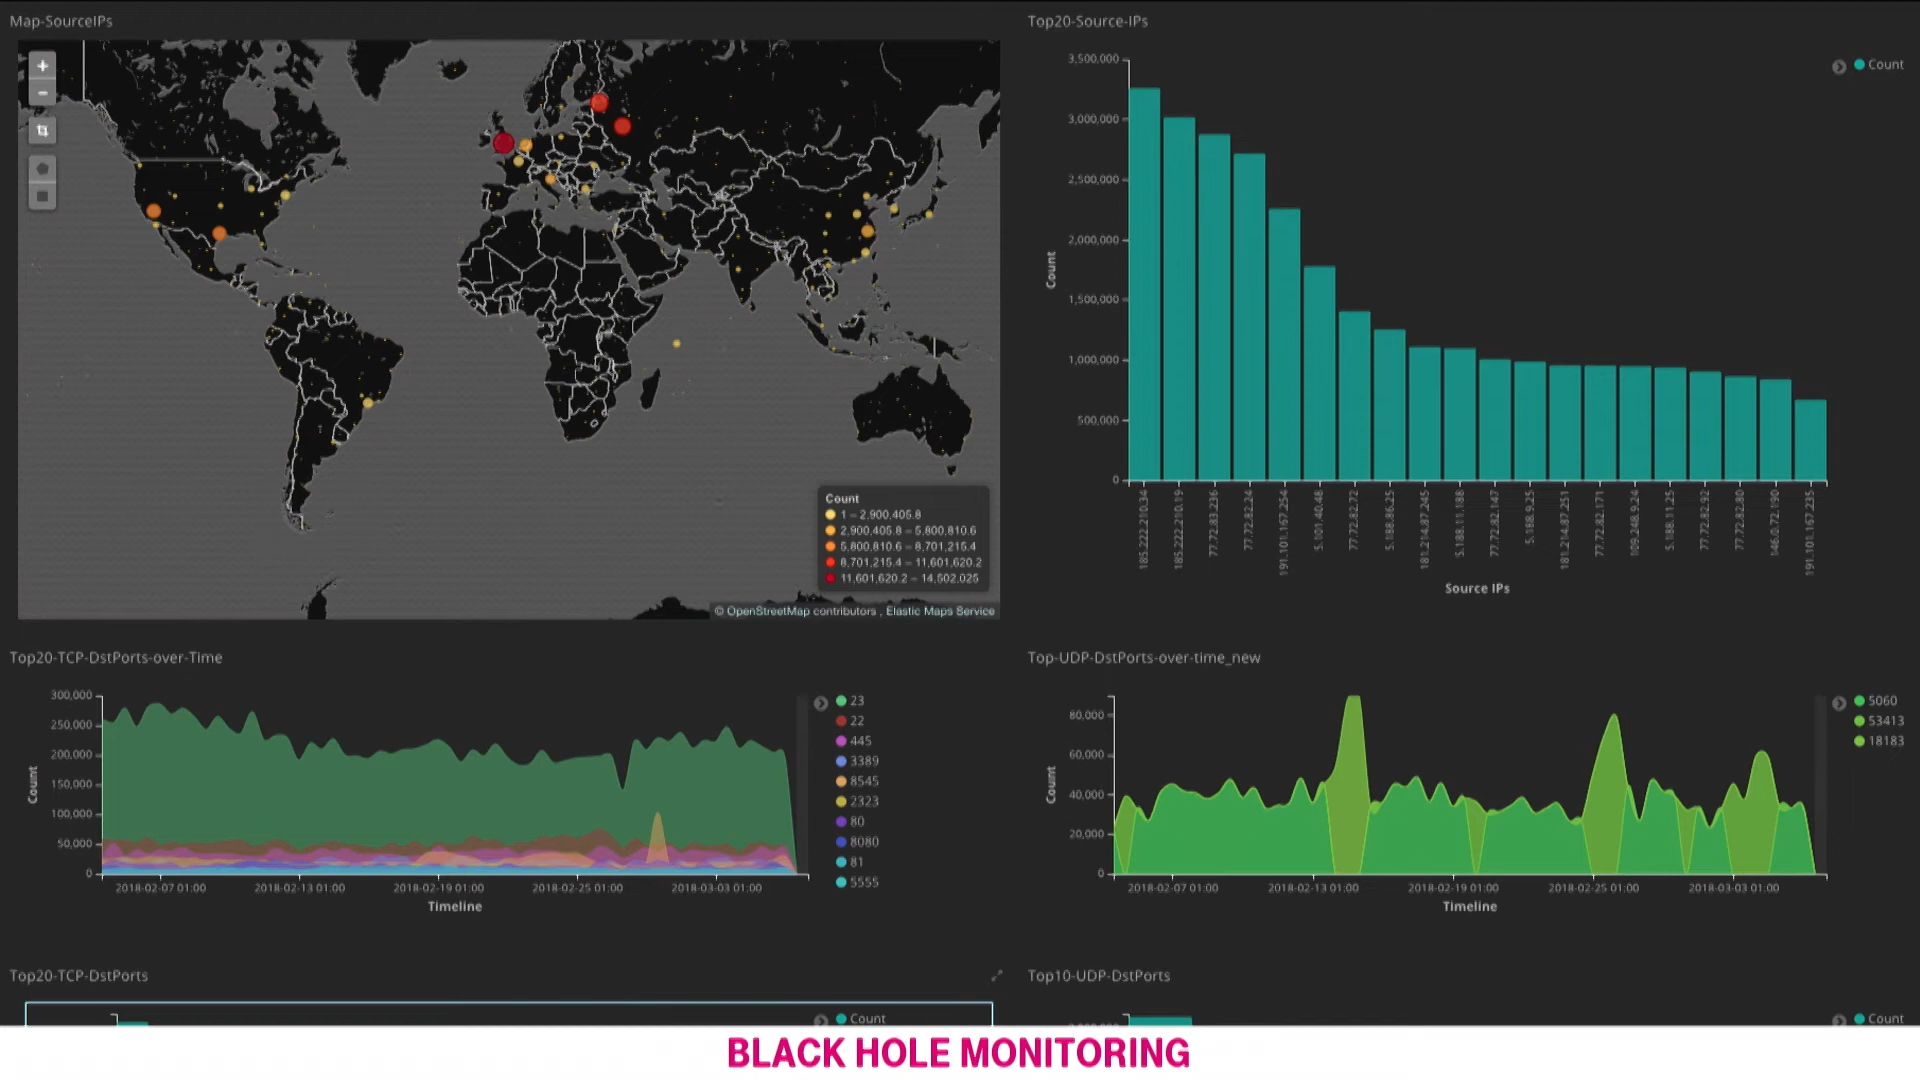 Map-SourceIPs
Count
1 – 2,900,405.8
2,900,405.8 – 5,800,810.6
5,800,810.6 – 8,701,215.4
8,701,215.4 – 11,601,620.2
11,601,620.2 – 14,502,025
© OpenStreetMap contributors , Elastic Maps Service
Top20-Source-IPs
Count
3,500,000
3,000,000
2,500,000
2,000,000
1,500,000
1,000,000
500,000
0
Count
185.222.210.34
185.222.210.19
77.72.83.236
77.72.82.24
191.101.167.254
5.101.40.48
77.72.82.72
5.188.86.25
181.214.87.245
5.188.11.188
77.72.82.147
5.188.9.25
181.214.87.251
77.72.82.171
109.248.9.24
5.188.11.25
77.72.82.92
77.72.82.80
146.0.72.190
191.101.167.235
Source IPs
Top20-TCP-DstPorts-over-Time
300,000
250,000
200,000
150,000
100,000
50,000
0
Count
2018-02-07 01:00
2018-02-13 01:00
2018-02-19 01:00
2018-02-25 01:00
2018-03-03 01:00
Timeline
23
22
445
3389
8545
2323
80
8080
81
5555
Top-UDP-DstPorts-over-time_new
80,000
60,000
40,000
20,000
0
Count
2018-02-07 01:00
2018-02-13 01:00
2018-02-19 01:00
2018-02-25 01:00
2018-03-03 01:00
Timeline
5060
53413
18183
Top20-TCP-DstPorts
Count
Top10-UDP-DstPorts
Count
BLACK HOLE MONITORING